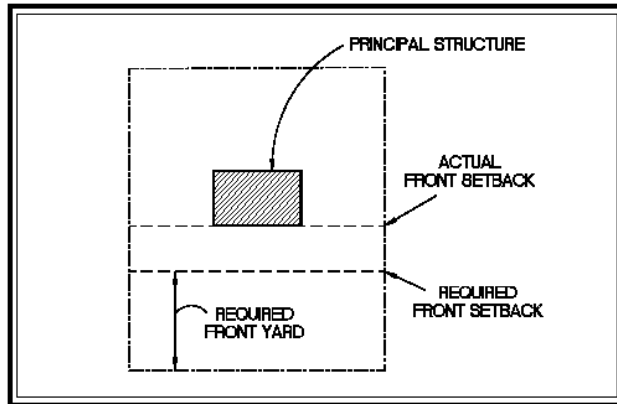 PRINCIPAL STRUCTURE
ACTUAL
FRONT SETBACK
REQUIRED
FRONT SETBACK
REQUIRED
FRONT YARD